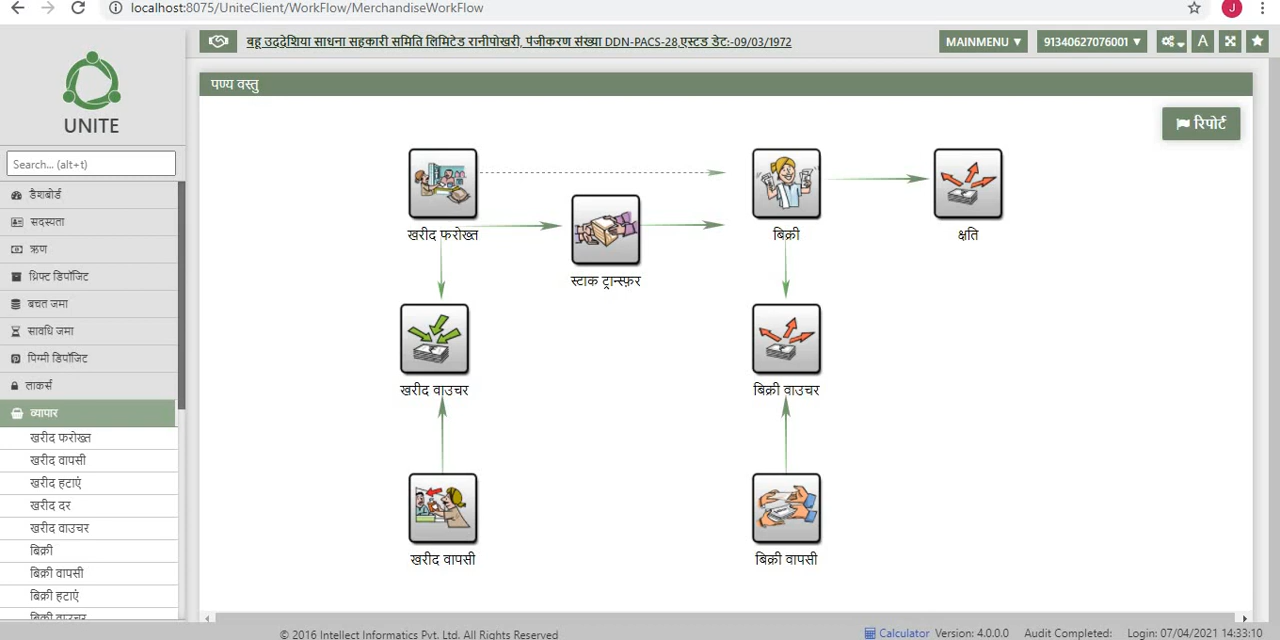 localhost:8075/UniteClient/WorkFlow/MerchandiseWorkFlow
J
बहू उददेशिया साधना सहकारी समिति लिमिटेड रानीपोखरी, पंजीकरण संख्या DDN-PACS-28,एस्टड डेट:-09/03/1972
MAINMENU ▼
91340627076001 ▼
A
UNITE
Search... (alt+t)
डैशबोर्ड
सदस्यता
ऋण
थ्रिफ्ट डिपॉजिट
बचत जमा
सावधि जमा
पिग्मी डिपॉजिट
लाकर्स
व्यापार
खरीद फरोख्त
खरीद वापसी
खरीद हटाएं
खरीद दर
खरीद वाउचर
बिक्री
बिक्री वापसी
बिक्री हटाएं
बिक्री वाउचर
पण्य वस्तु
रिपोर्ट
खरीद फरोख्त
स्टाक ट्रान्स्फ़र
बिक्री
क्षति
खरीद वाउचर
बिक्री वाउचर
खरीद वापसी
बिक्री वापसी
© 2016 Intellect Informatics Pvt. Ltd. All Rights Reserved
Calculator Version: 4.0.0.0 Audit Completed: Login: 07/04/2021 14:33:10